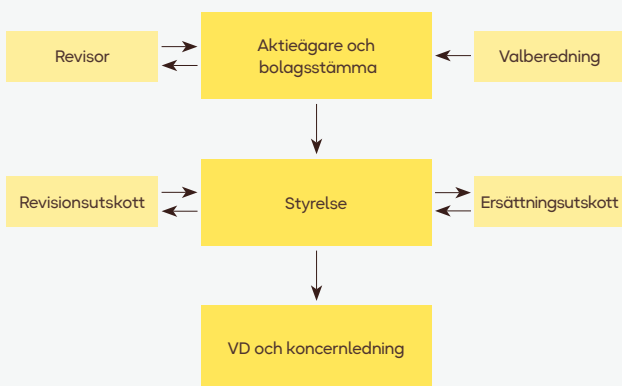 Revisor
Aktieägare och
bolagsstämma
Valberedning
Revisionsutskott
Styrelse
Ersättningsutskott
VD och koncernledning